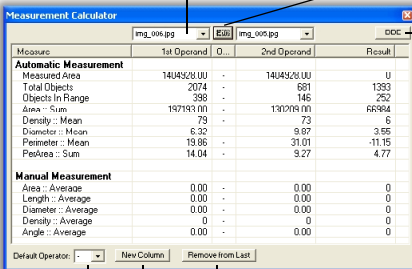 Measurement Calculator
img_006.jpg Edit img_005.jpg DDE
Measure 1st Operand O... 2nd Operand Result
Automatic Measurement
Measured Area 1404928.00 - 1404928.00 0
Total Objects 2074 - 681 1393
Objects In Range 398 - 146 252
Area :: Sum 197193.00 - 130209.00 66984
Density :: Mean 79 - 73 6
Diameter :: Mean 6.32 - 9.87 3.55
Perimeter :: Mean 19.86 - 31.01 -11.15
PerArea :: Sum 14.04 - 9.27 4.77
Manual Measurement
Area :: Average 0.00 - 0.00 0
Length :: Average 0.00 - 0.00 0
Diameter :: Average 0.00 - 0.00 0
Density :: Average 0 - 0 0
Angle :: Average 0.00 - 0.00 0
Default Operator: - New Column Remove from Last